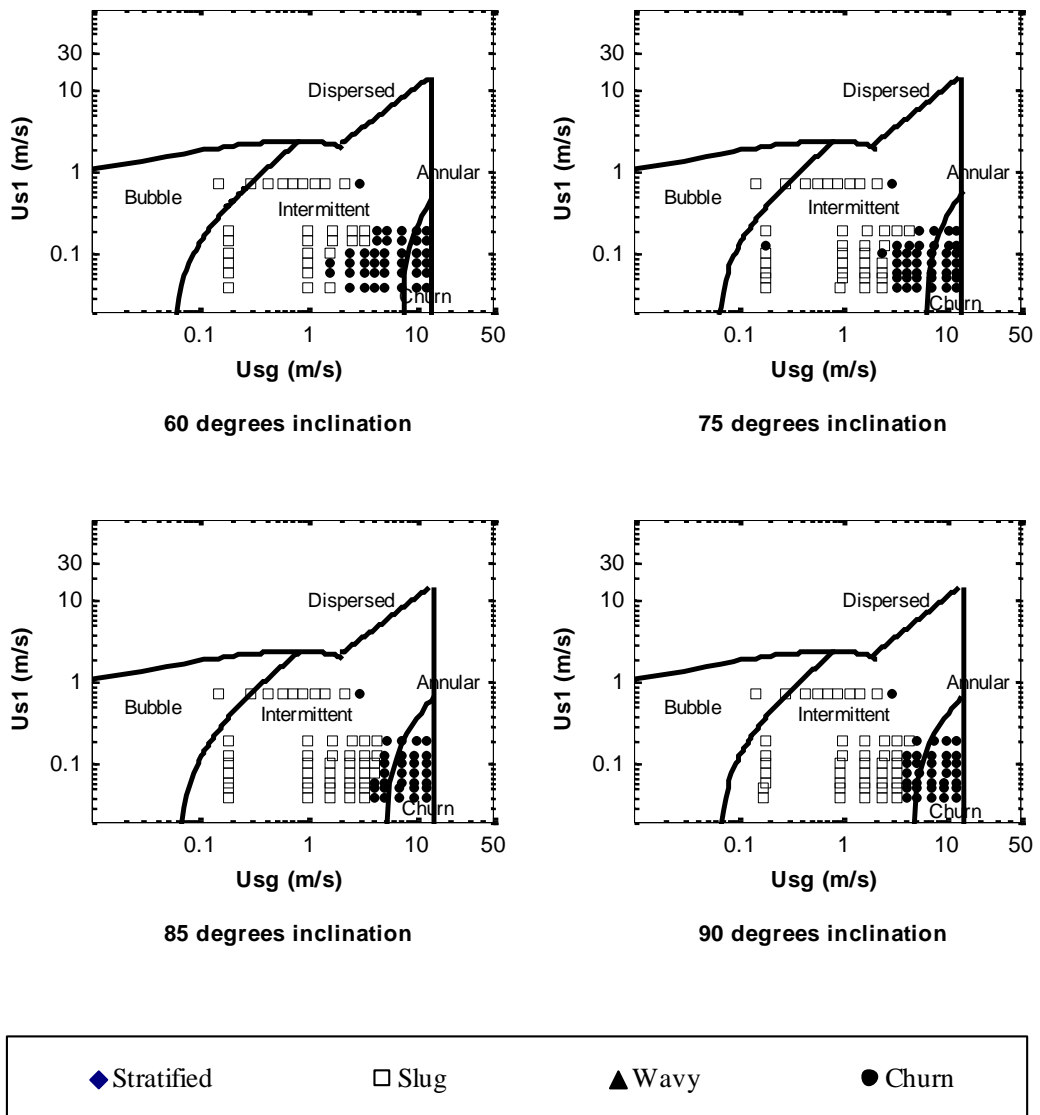 30
10
1
0.1
Us1 (m/s)
Dispersed
Annular
Bubble
Intermittent
Churn
0.1 1 10 50
Usg (m/s)
60 degrees inclination
30
10
1
0.1
Us1 (m/s)
Dispersed
Annular
Bubble
Intermittent
Churn
0.1 1 10 50
Usg (m/s)
75 degrees inclination
30
10
1
0.1
Us1 (m/s)
Dispersed
Annular
Bubble
Intermittent
Churn
0.1 1 10 50
Usg (m/s)
85 degrees inclination
30
10
1
0.1
Us1 (m/s)
Dispersed
Annular
Bubble
Intermittent
Churn
0.1 1 10 50
Usg (m/s)
90 degrees inclination
Stratified Slug Wavy Churn